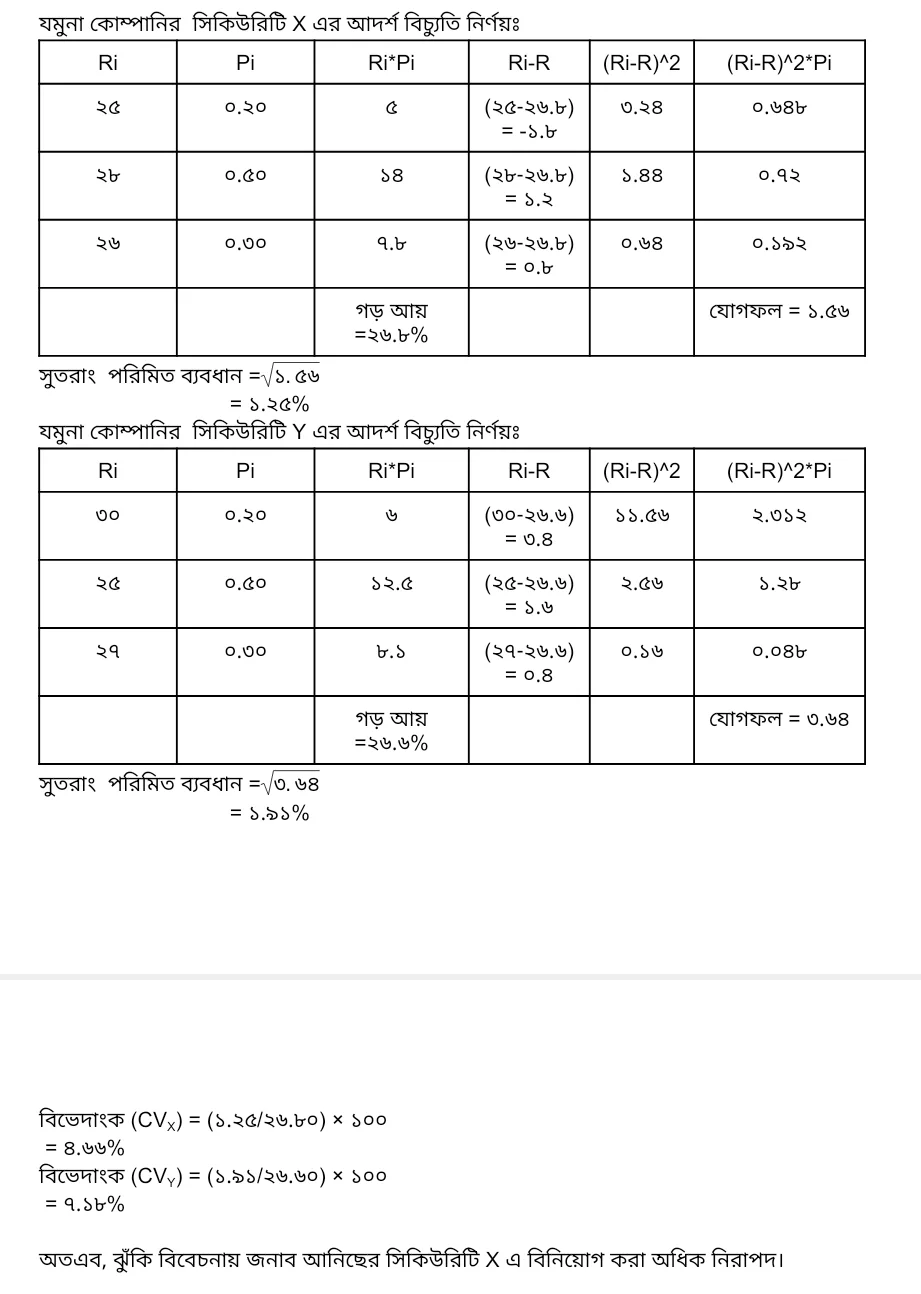 যমুনা কোম্পানির সিকিউরিটি X এর আদর্শ বিচ্যুতি নির্ণয়ঃ
Ri Pi Ri*Pi Ri-R (Ri-R)^2 (Ri-R)^2*Pi
২৫ ০.২০ ৫ (২৫-২৬.৮) ৩.২৪ ০.৬৪৮
= -১.৮
২৮ ০.৫০ ১৪ (২৮-২৬.৮) ১.৪৪ ০.৭২
= ১.২
২৬ ০.৩০ ৭.৮ (২৬-২৬.৮) ০.৬৪ ০.১৯২
= ০.৮
গড় আয় যোগফল = ১.৫৬
=২৬.৮%
সুতরাং পরিমিত ব্যবধান =√১.৫৬
= ১.২৫%
যমুনা কোম্পানির সিকিউরিটি Y এর আদর্শ বিচ্যুতি নির্ণয়ঃ
Ri Pi Ri*Pi Ri-R (Ri-R)^2 (Ri-R)^2*Pi
৩০ ০.২০ ৬ (৩০-২৬.৬) ১১.৫৬ ২.৩১২
= ৩.৪
২৫ ০.৫০ ১২.৫ (২৫-২৬.৬) ২.৫৬ ১.২৮
= ১.৬
২৭ ০.৩০ ৮.১ (২৭-২৬.৬) ০.১৬ ০.০৪৮
= ০.৪
গড় আয় যোগফল = ৩.৬৪
=২৬.৬%
সুতরাং পরিমিত ব্যবধান =√৩.৬৪
= ১.৯১%
বিভেদাংক (CVX) = (১.২৫/২৬.৮০) × ১০০
= ৪.৬৬%
বিভেদাংক (CVY) = (১.৯১/২৬.৬০) × ১০০
= ৭.১৮%
অতএব, ঝুঁকি বিবেচনায় জনাব আনিছের সিকিউরিটি X এ বিনিয়োগ করা অধিক নিরাপদ।